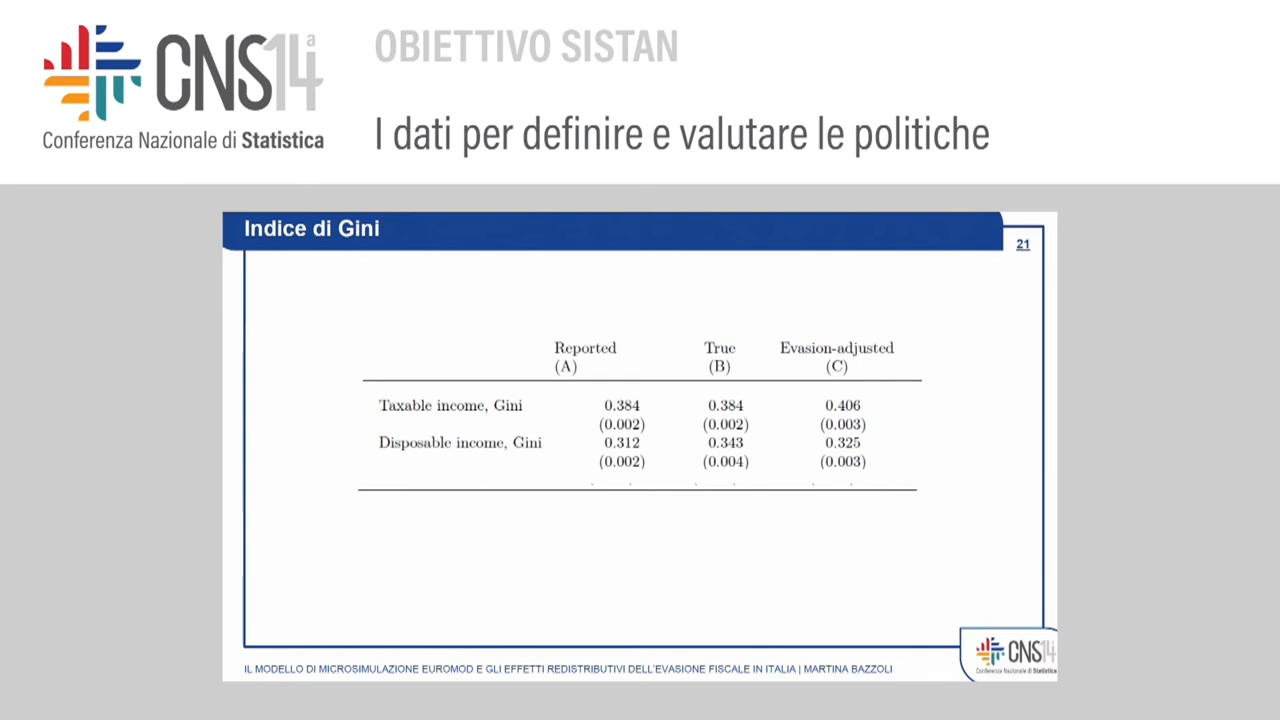 CNS14a
Conferenza Nazionale di Statistica
OBIETTIVO SISTAN
I dati per definire e valutare le politiche
Indice di Gini
21
Reported True Evasion-adjusted
(A) (B) (C)
Taxable income, Gini 0.384 0.384 0.406
(0.002) (0.002) (0.003)
Disposable income, Gini 0.312 0.343 0.325
(0.002) (0.004) (0.003)
IL MODELLO DI MICROSIMULAZIONE EUROMOD E GLI EFFETTI REDISTRIBUTIVI DELL'EVASIONE FISCALE IN ITALIA | MARTINA BAZZOLI
CNS14
Conferenza Nazionale di Statistica